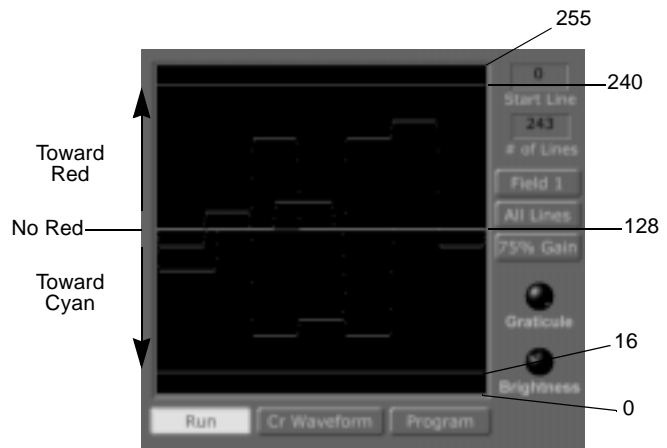 255
0
Start Line
240
243
# of Lines
Toward
Red
Field 1
All Lines
No Red
128
75% Gain
Toward
Cyan
Graticule
16
Brightness
0
Run
Cr Waveform
Program